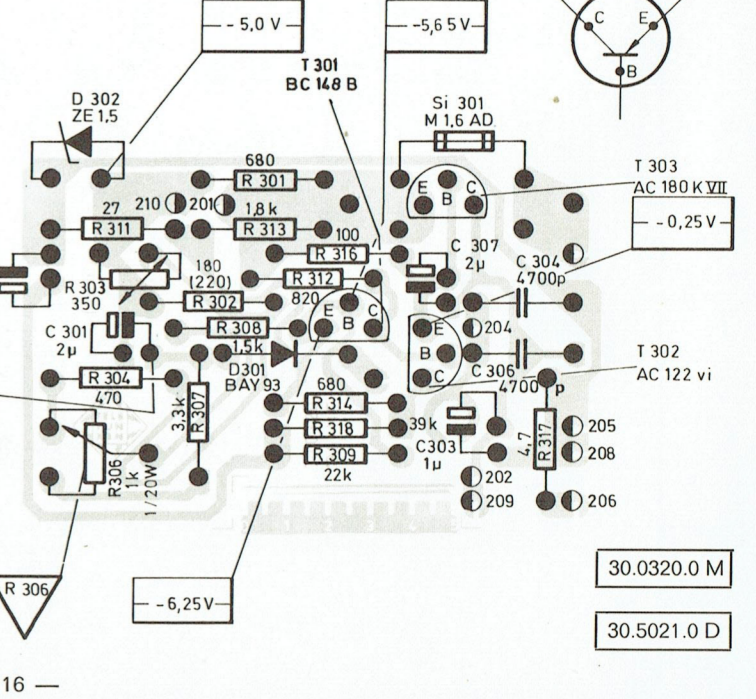 - 5,0 V
- 5,65 V
C E
B
T 301
BC 148 B
D 302
ZE 1,5
Si 301
M 1,6 AD.
680
R 301
E B C
T 303
AC 180 K VII
27
210
201
1,8 k
R 311
R 313
- 0,25 V
100
R 316
C 307
2µ
C 304
4700p
180
(220)
R 312
R 303
350
R 302
820
E B C
C 301
2µ
R 308
E
204
1,5k
B
D301
BAY 93
C 306
4700
T 302
AC 122 vi
R 304
470
680
C
p
3,3k
R 307
R 314
R 318
39k
205
4,7
R 317
R306
1k
1/20W
R 309
22k
C303
1µ
208
202
209
206
R 306
- 6,25 V
30.0320.0 M
30.5021.0 D
16 —